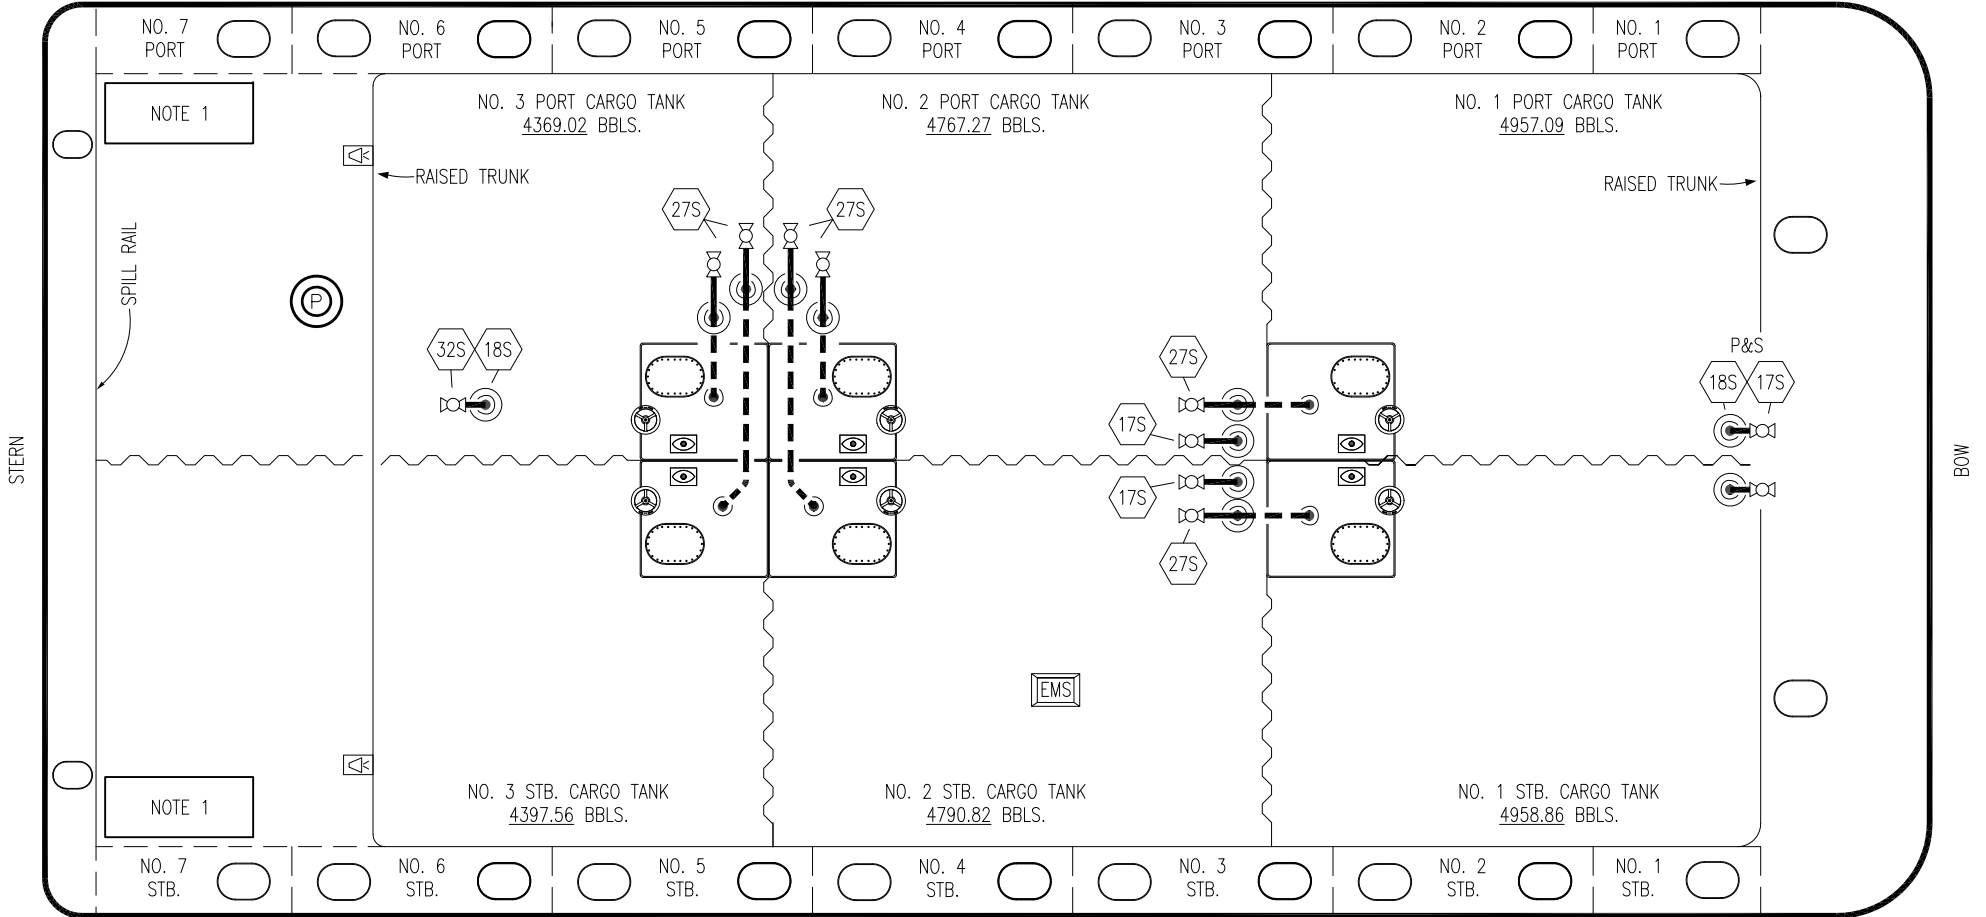 NO. 7
PORT
NO. 6
PORT
NO. 5
PORT
NO. 4
PORT
NO. 3
PORT
NO. 2
PORT
NO. 1
PORT
NOTE 1
NO. 3 PORT CARGO TANK
4369.02 BBLS.
NO. 2 PORT CARGO TANK
4767.27 BBLS.
NO. 1 PORT CARGO TANK
4957.09 BBLS.
RAISED TRUNK
RAISED TRUNK
27S
27S
SPILL RAIL
P
32S
18S
27S
17S
P&S
18S
17S
STERN
BOW
17S
27S
EMS
NOTE 1
NO. 3 STB. CARGO TANK
4397.56 BBLS.
NO. 2 STB. CARGO TANK
4790.82 BBLS.
NO. 1 STB. CARGO TANK
4958.86 BBLS.
NO. 7
STB.
NO. 6
STB.
NO. 5
STB.
NO. 4
STB.
NO. 3
STB.
NO. 2
STB.
NO. 1
STB.